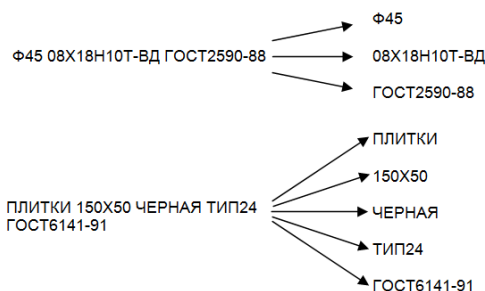 Ф45 08Х18Н10Т-ВД ГОСТ2590-88
Ф45
08Х18Н10Т-ВД
ГОСТ2590-88
ПЛИТКИ 150Х50 ЧЕРНАЯ ТИП24
ГОСТ6141-91
ПЛИТКИ
150Х50
ЧЕРНАЯ
ТИП24
ГОСТ6141-91